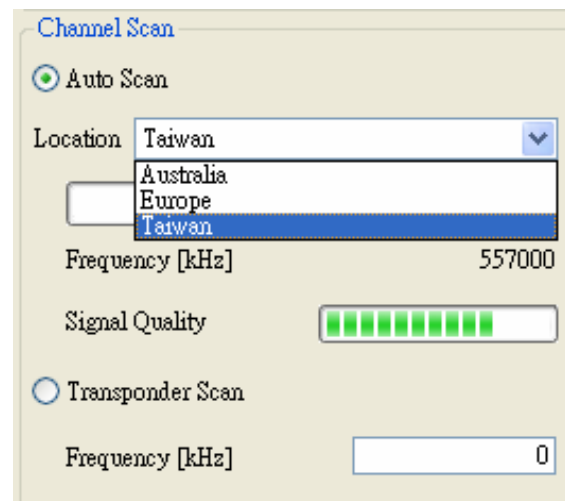 Channel Scan
Auto Scan
Location Taiwan
Australia
Europe
Taiwan
Frequency [kHz] 557000
Signal Quality
Transponder Scan
Frequency [kHz] 0